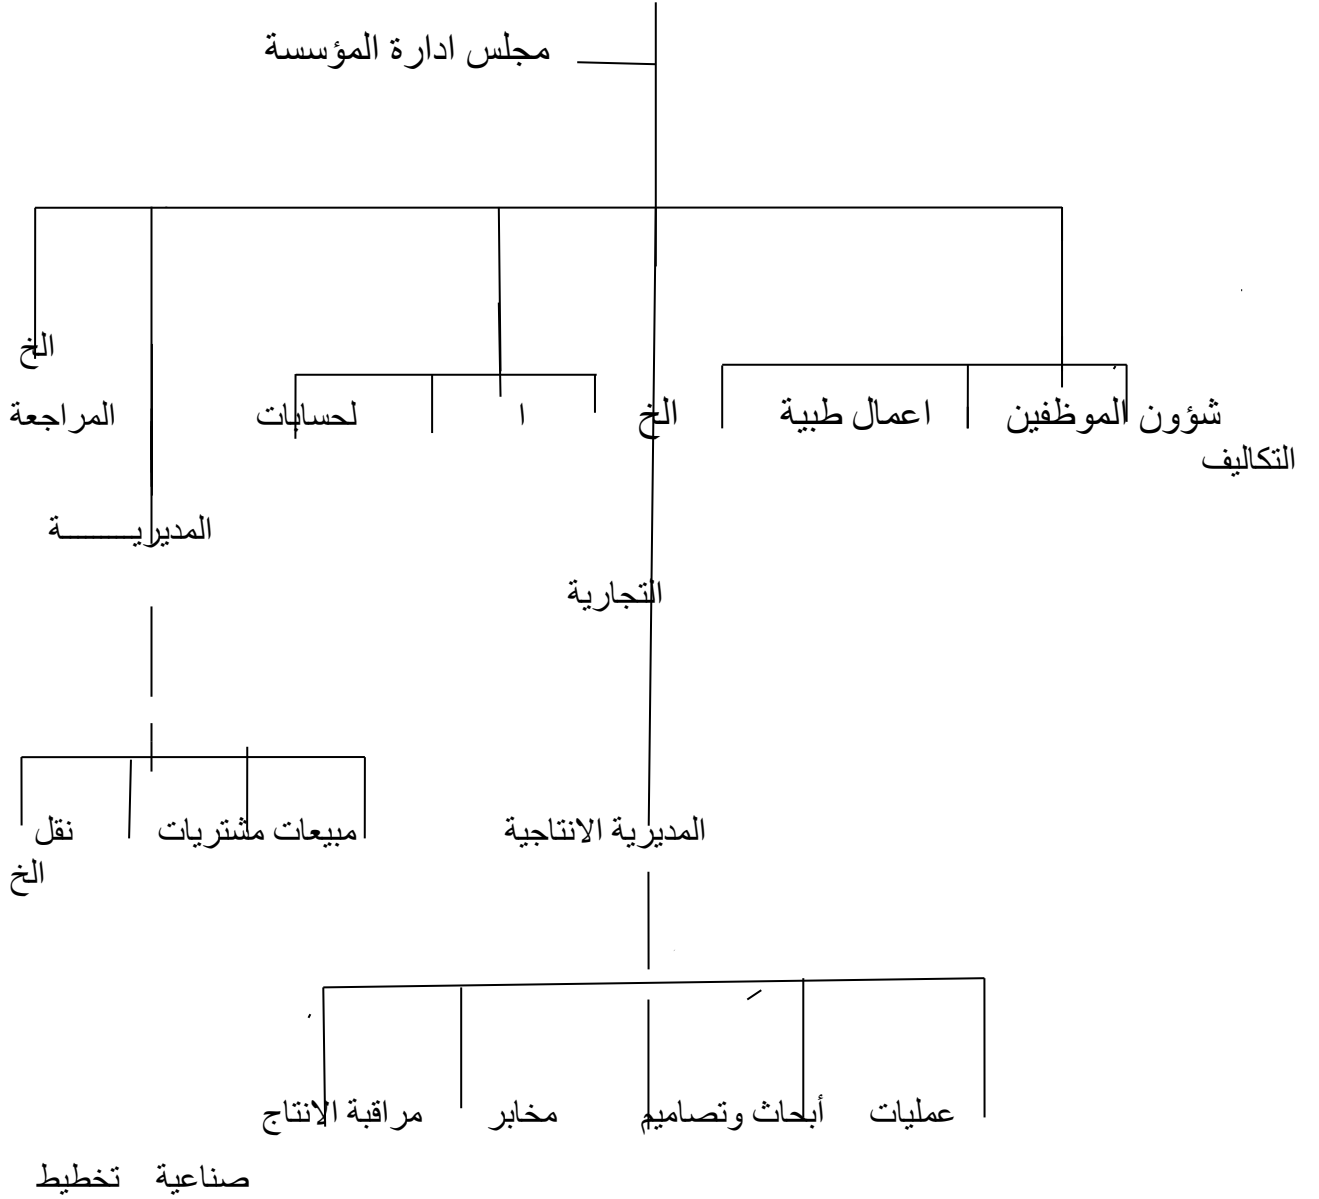 مجلس ادارة المؤسسة
الخ
شؤون الموظفين اعمال طبية الخ ا لحسابات المراجعة
التكاليف
المديريـــــــــة
التجارية
المديرية الانتاجية مبيعات مشتريات نقل
الخ
عمليات أبحاث وتصاميم مخابر مراقبة الانتاج
صناعية تخطيط